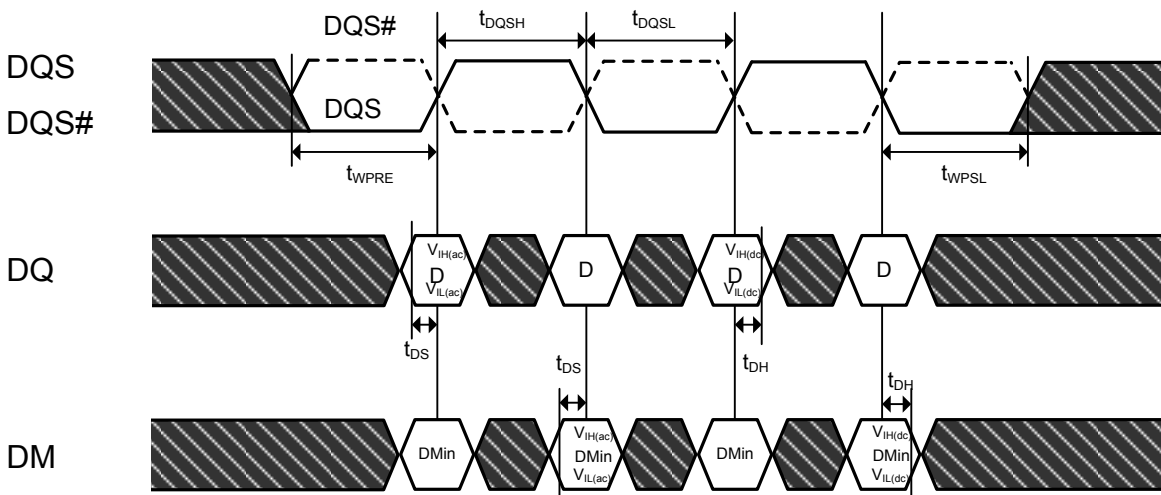 DQS#
tDQSH
tDQSL
DQS
DQS
DQS#
tWPRE
tWPSL
DQ
VIH(ac)
D
VIL(ac)
D
VIH(dc)
D
VIL(dc)
D
tDS
tDS
tDH
tDH
DM
DMin
VIH(ac)
DMin
VIL(ac)
DMin
VIH(dc)
DMin
VIL(dc)